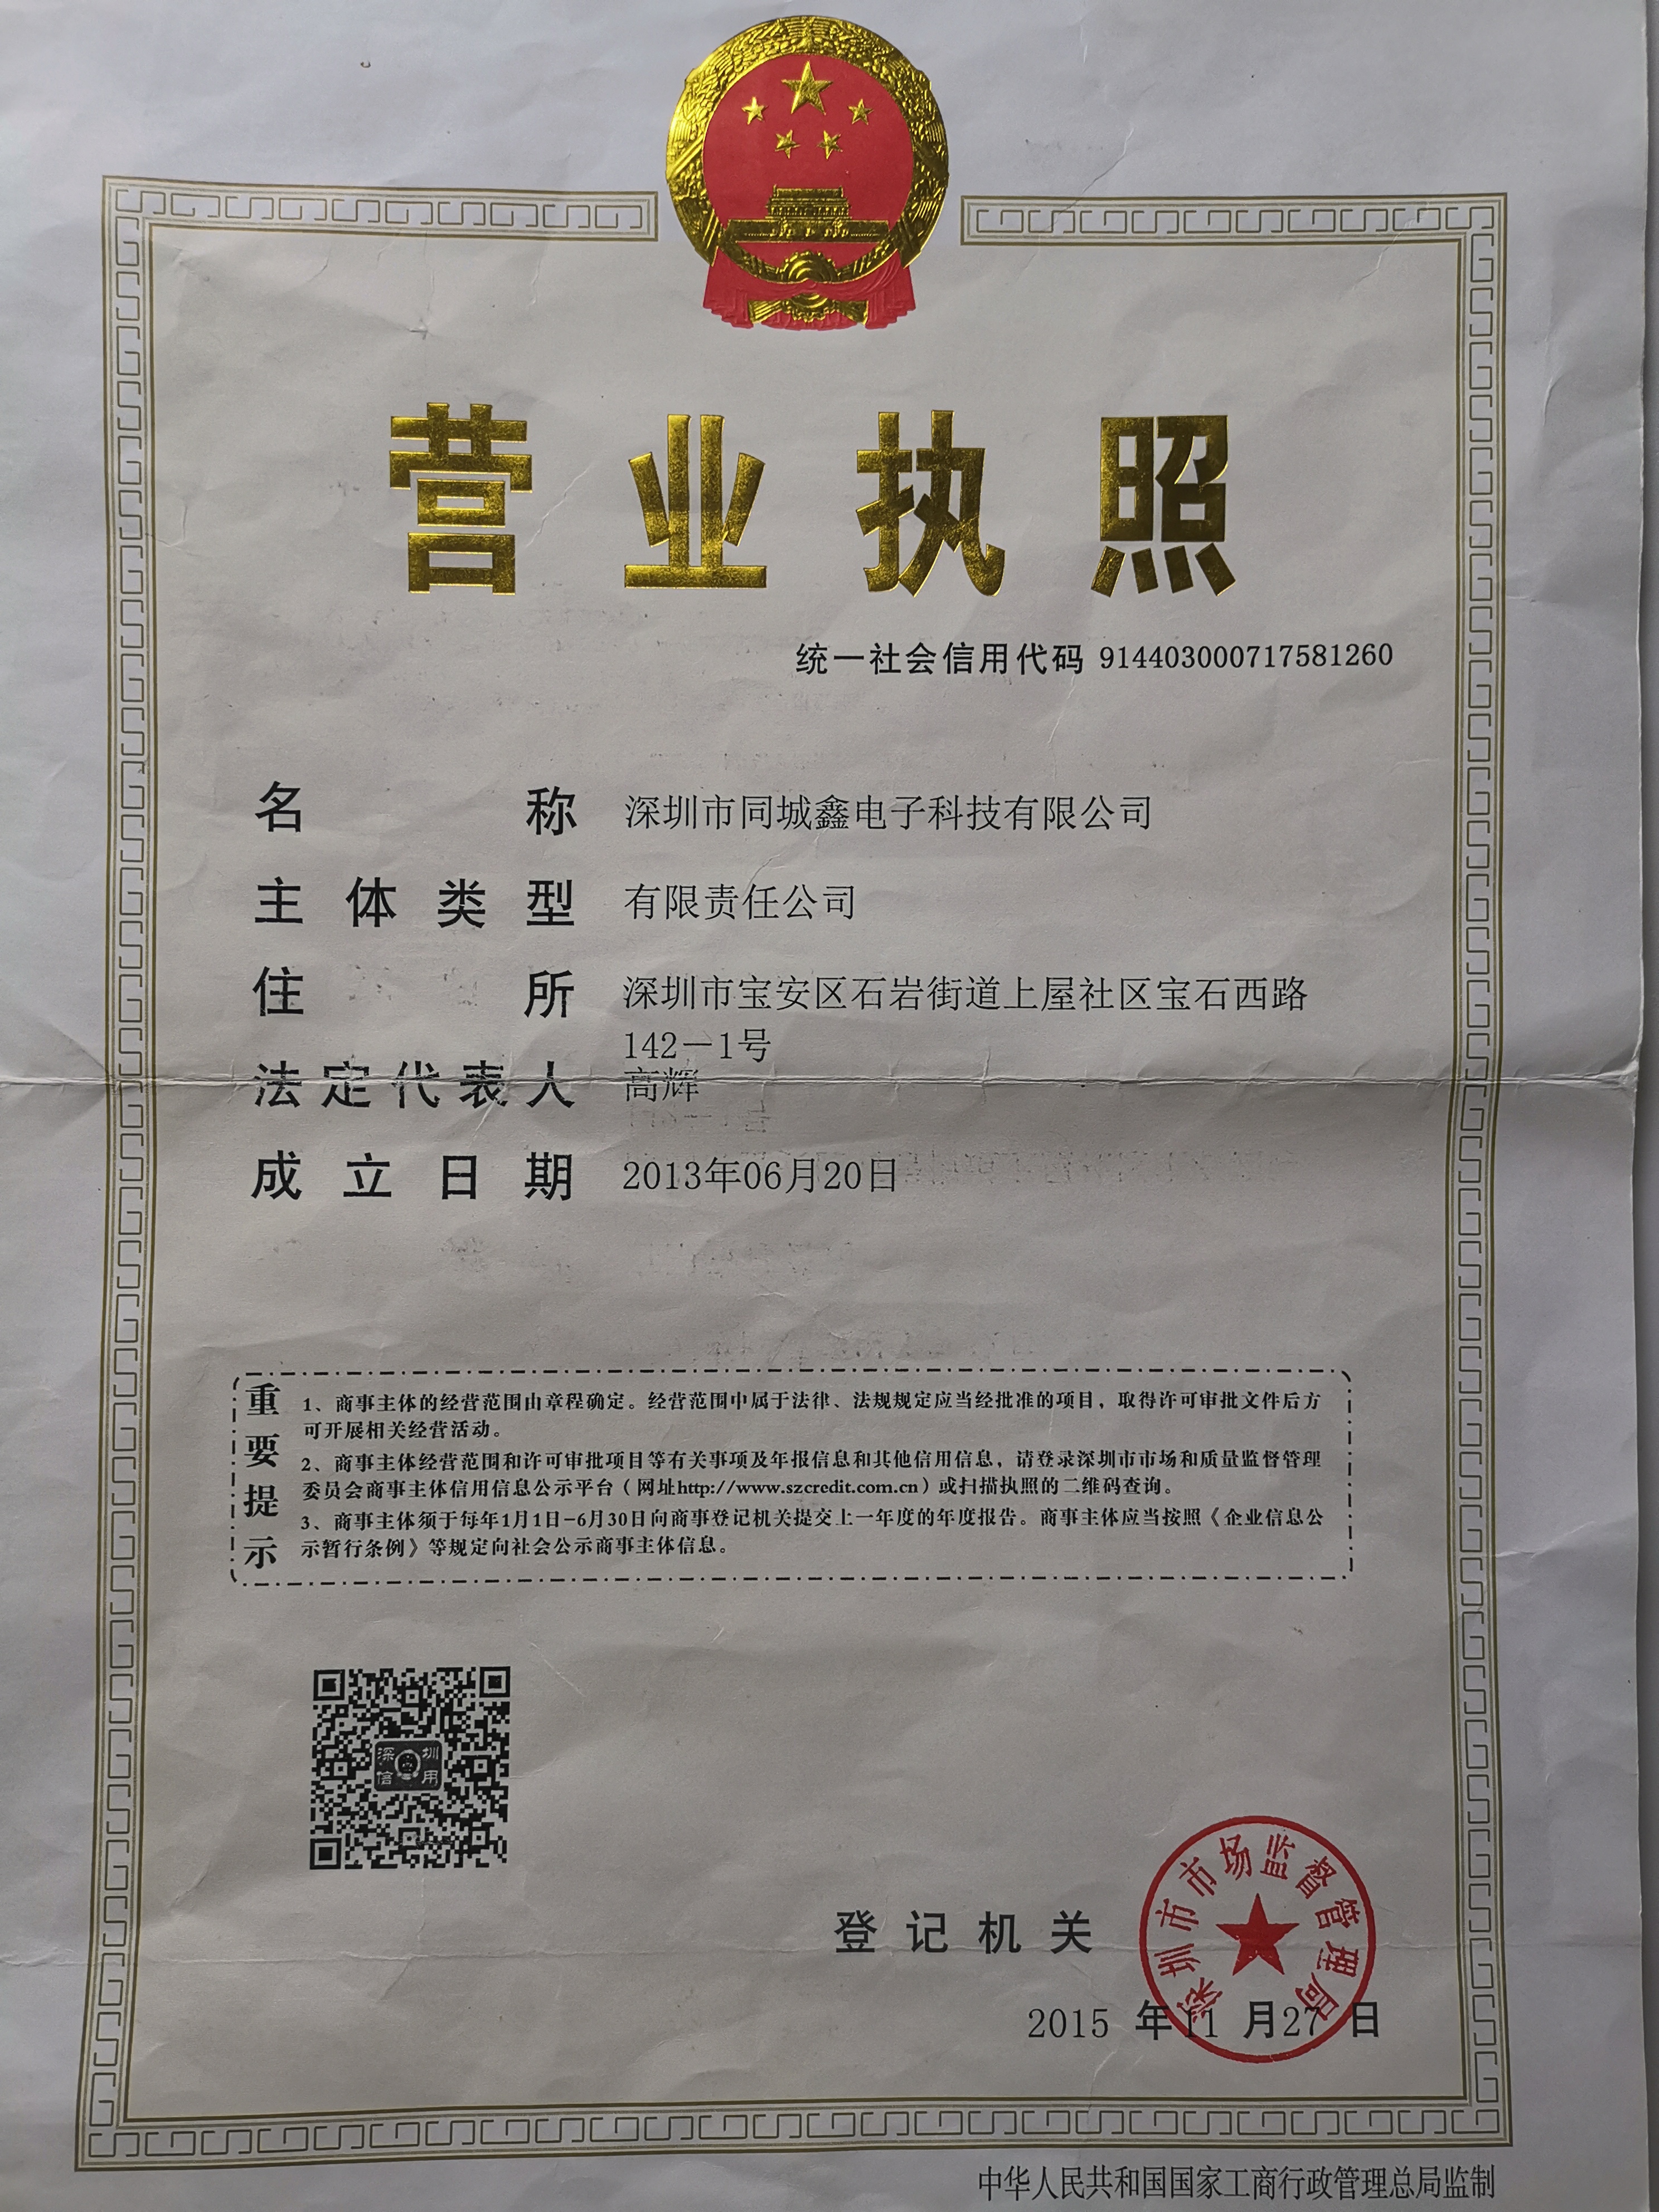 营业执照
统一社会信用代码 914403000717581260
名称 深圳市同城鑫电子科技有限公司
主体类型 有限责任公司
住所 深圳市宝安区石岩街道上屋社区宝石西路
142-1号
法定代表人 高辉
成立日期 2013年06月20日
重要提示
1、商事主体的经营范围由章程确定。经营范围中属于法律、法规规定应当经批准的项目，取得许可审批文件后方
可开展相关经营活动。
2、商事主体经营范围和许可审批项目等有关事项及年报信息和其他信用信息，请登录深圳市市场和质量监督管理
委员会商事主体信用信息公示平台（网址http://www.szcredit.com.cn）或扫描执照的二维码查询。
3、商事主体须于每年1月1日-6月30日向商事登记机关提交上一年度的年度报告。商事主体应当按照《企业信息公
示暂行条例》等规定向社会公示商事主体信息。
深圳
信用
登记机关
深圳市市场监督管理局
2015 年 11 月 27 日
中华人民共和国国家工商行政管理总局监制